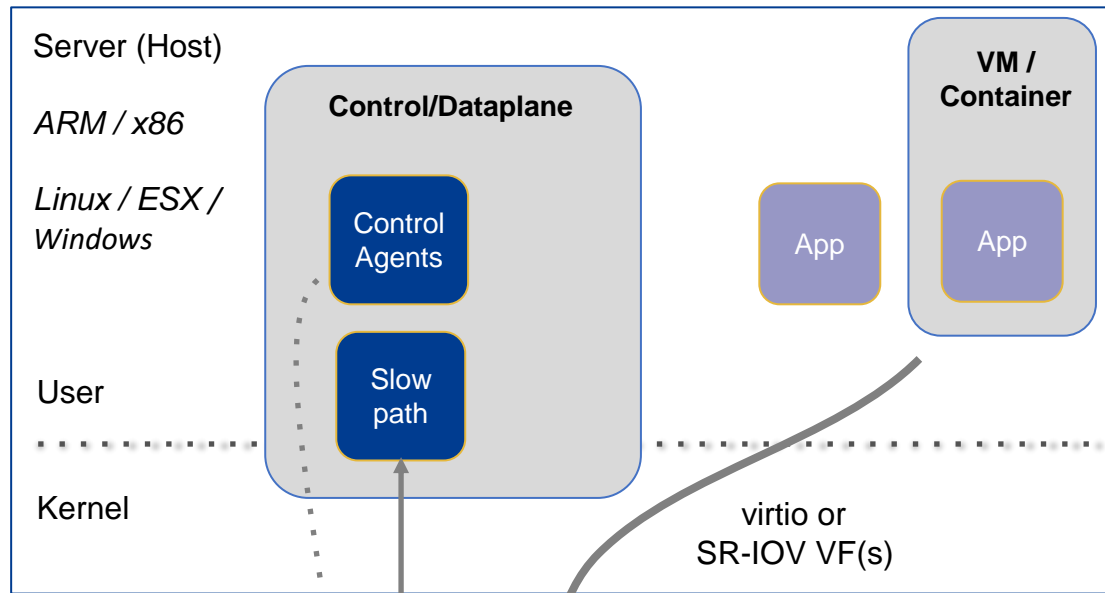 Server (Host)
ARM / x86
Linux / ESX /
Windows
User
Kernel
Control/Dataplane
Control
Agents
Slow
path
App
VM /
Container
App
virtio or
SR-IOV VF(s)